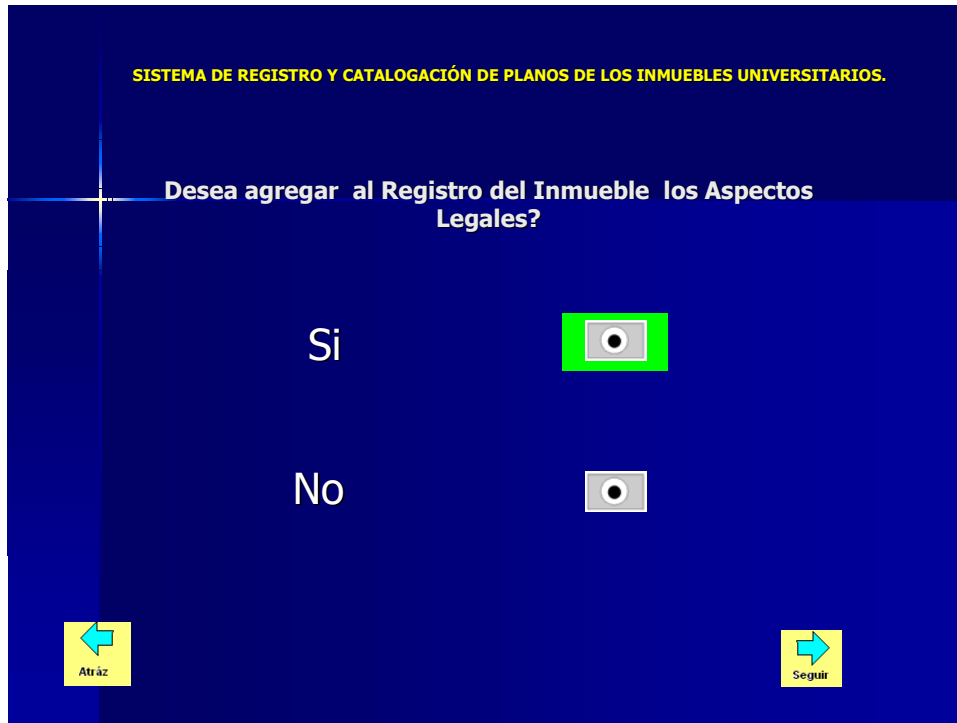 SISTEMA DE REGISTRO Y CATALOGACIÓN DE PLANOS DE LOS INMUEBLES UNIVERSITARIOS.
Desea agregar al Registro del Inmueble los Aspectos
Legales?
Si
No
Atráz
Seguir